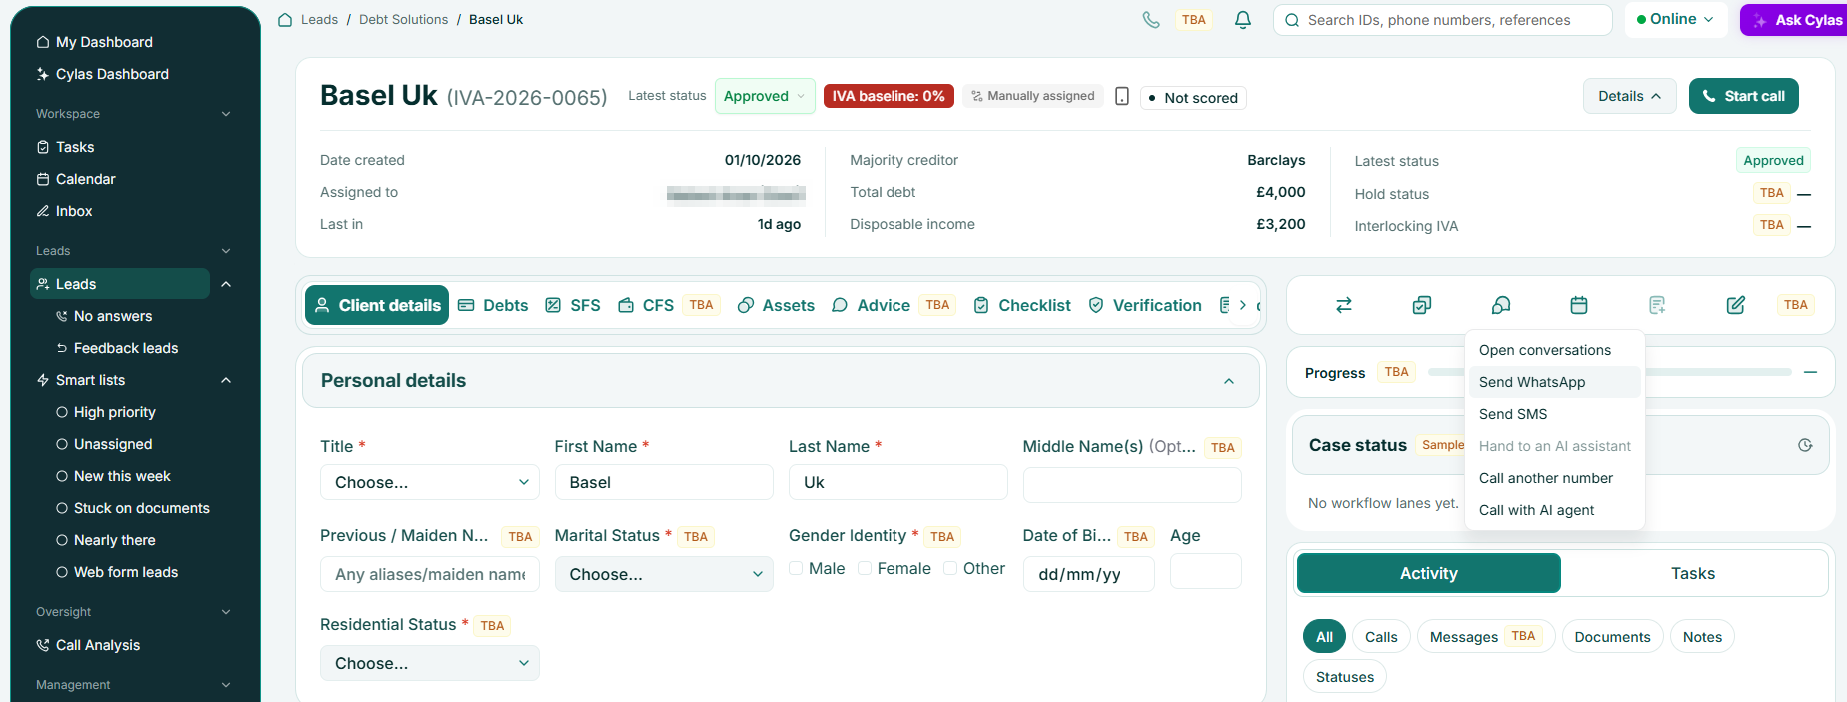 My Dashboard
Cylas Dashboard
Workspace
Tasks
Calendar
Inbox
Leads
Leads
No answers
Feedback leads
Smart lists
High priority
Unassigned
New this week
Stuck on documents
Nearly there
Web form leads
Oversight
Call Analysis
Management
Leads / Debt Solutions / Basel Uk
TBA
Search IDs, phone numbers, references
Online
Ask Cylas
Basel Uk (IVA-2026-0065) Latest status Approved IVA baseline: 0% Manually assigned Not scored
Details
Start call
Date created 01/10/2026
Assigned to
Last in 1d ago
Majority creditor Barclays
Total debt £4,000
Disposable income £3,200
Latest status Approved
Hold status TBA —
Interlocking IVA TBA —
Client details Debts SFS CFS TBA Assets Advice TBA Checklist Verification
Personal details
Title * First Name * Last Name * Middle Name(s) (Opt... TBA
Choose... Basel Uk
Previous / Maiden N... TBA Marital Status * TBA Gender Identity * TBA Date of Bi... TBA Age
Any aliases/maiden name Choose... Male Female Other dd/mm/yy
Residential Status * TBA
Choose...
TBA
Open conversations
Send WhatsApp
Send SMS
Hand to an AI assistant
Call another number
Call with AI agent
Progress TBA —
Case status Sample
No workflow lanes yet.
Activity Tasks
All Calls Messages TBA Documents Notes
Statuses